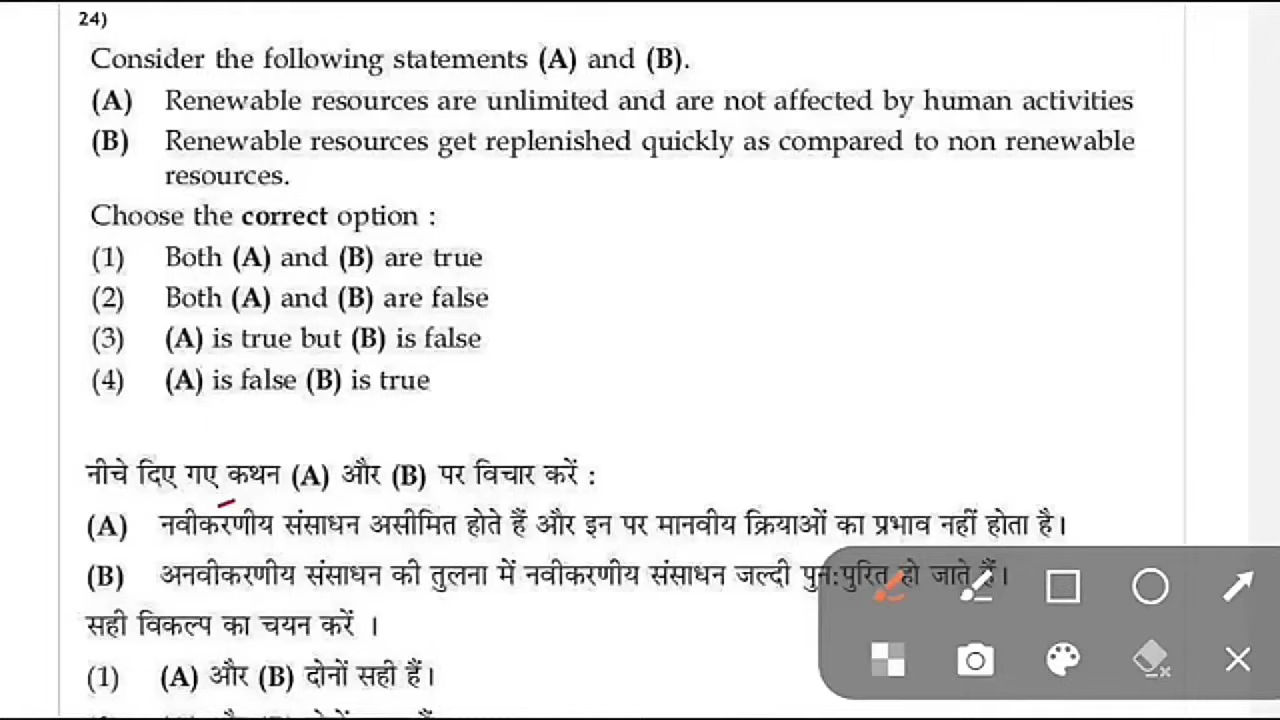 24)
Consider the following statements (A) and (B).
(A) Renewable resources are unlimited and are not affected by human activities
(B) Renewable resources get replenished quickly as compared to non renewable
resources.
Choose the correct option :
(1) Both (A) and (B) are true
(2) Both (A) and (B) are false
(3) (A) is true but (B) is false
(4) (A) is false (B) is true
नीचे दिए गए कथन (A) और (B) पर विचार करें :
(A) नवीकरणीय संसाधन असीमित होते हैं और इन पर मानवीय क्रियाओं का प्रभाव नहीं होता है।
(B) अनवीकरणीय संसाधन की तुलना में नवीकरणीय संसाधन जल्दी पुन:पुरित हो जाते हैं।
सही विकल्प का चयन करें ।
(1) (A) और (B) दोनों सही हैं।